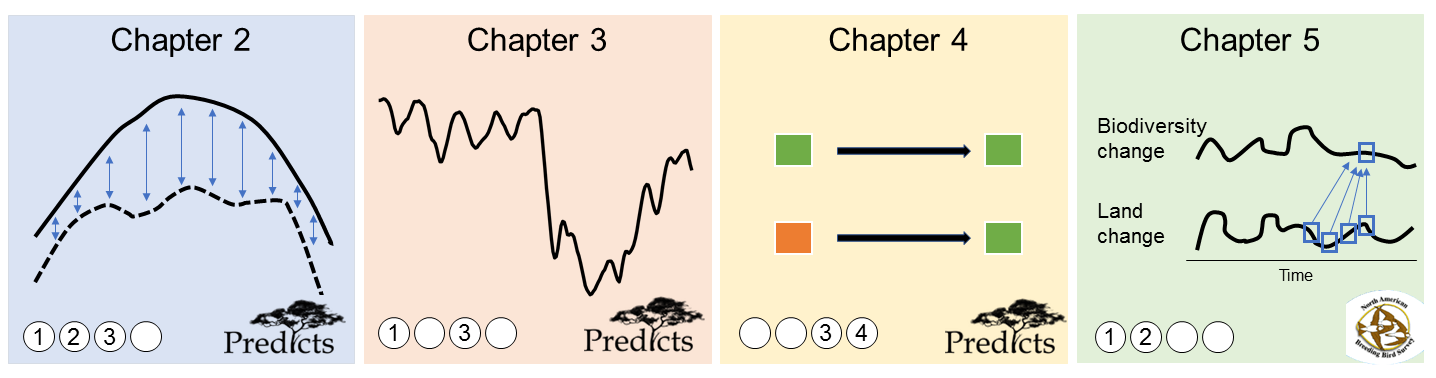 Chapter 2
1 2 3
Predicts
Chapter 3
1 3
Predicts
Chapter 4
3 4
Predicts
Chapter 5
Biodiversity
change
Land
change
Time
1 2
North American
Breeding Bird Survey